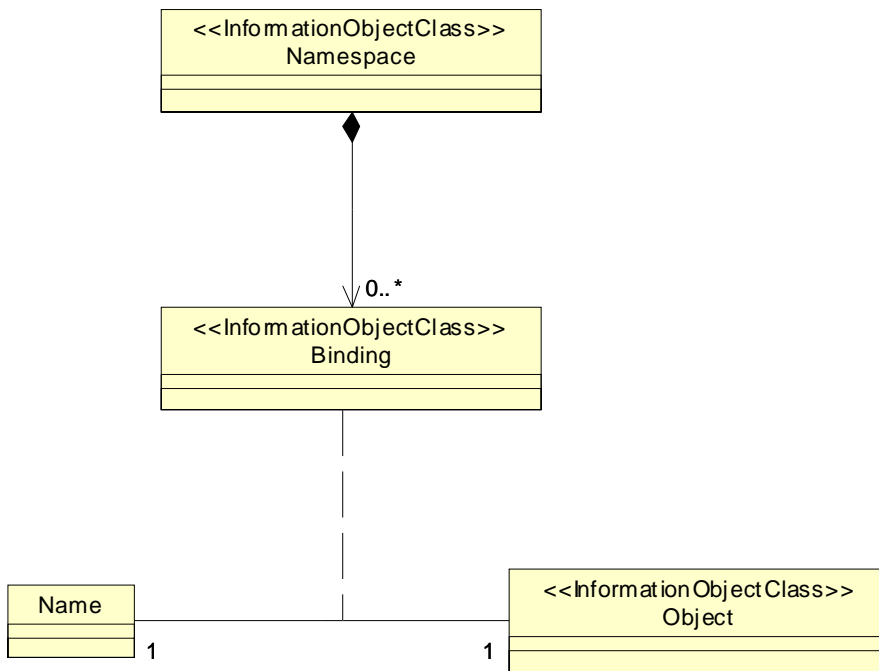 <<InformationObjectClass>>
Namespace
0..*
<<InformationObjectClass>>
Binding
Name
<<InformationObjectClass>>
Object
1
1